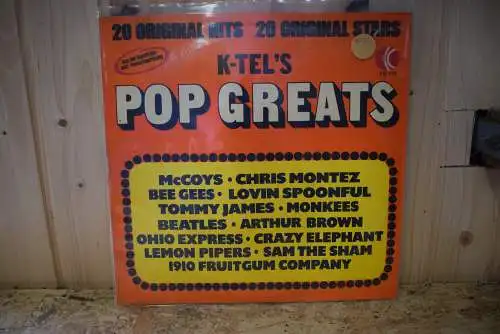 20 ORIGINAL HITS 20 ORIGINAL STARS
K-TEL'S
K
POP GREATS
McCOYS • CHRIS MONTEZ
BEE GEES • LOVIN SPOONFUL
TOMMY JAMES • MONKEES
BEATLES • ARTHUR BROWN
OHIO EXPRESS • CRAZY ELEPHANT
LEMON PIPERS • SAM THE SHAM
1910 FRUITGUM COMPANY